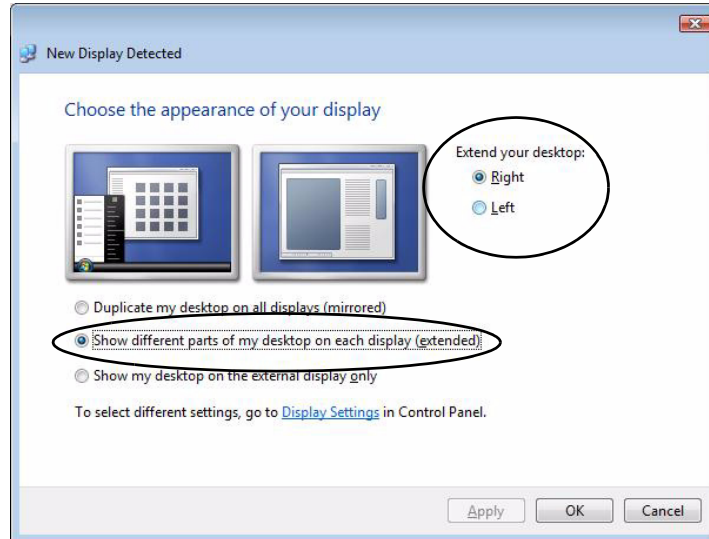 New Display Detected
Choose the appearance of your display
Extend your desktop:
Right
Left
Duplicate my desktop on all displays (mirrored)
Show different parts of my desktop on each display (extended)
Show my desktop on the external display only
To select different settings, go to Display Settings in Control Panel.
Apply OK Cancel